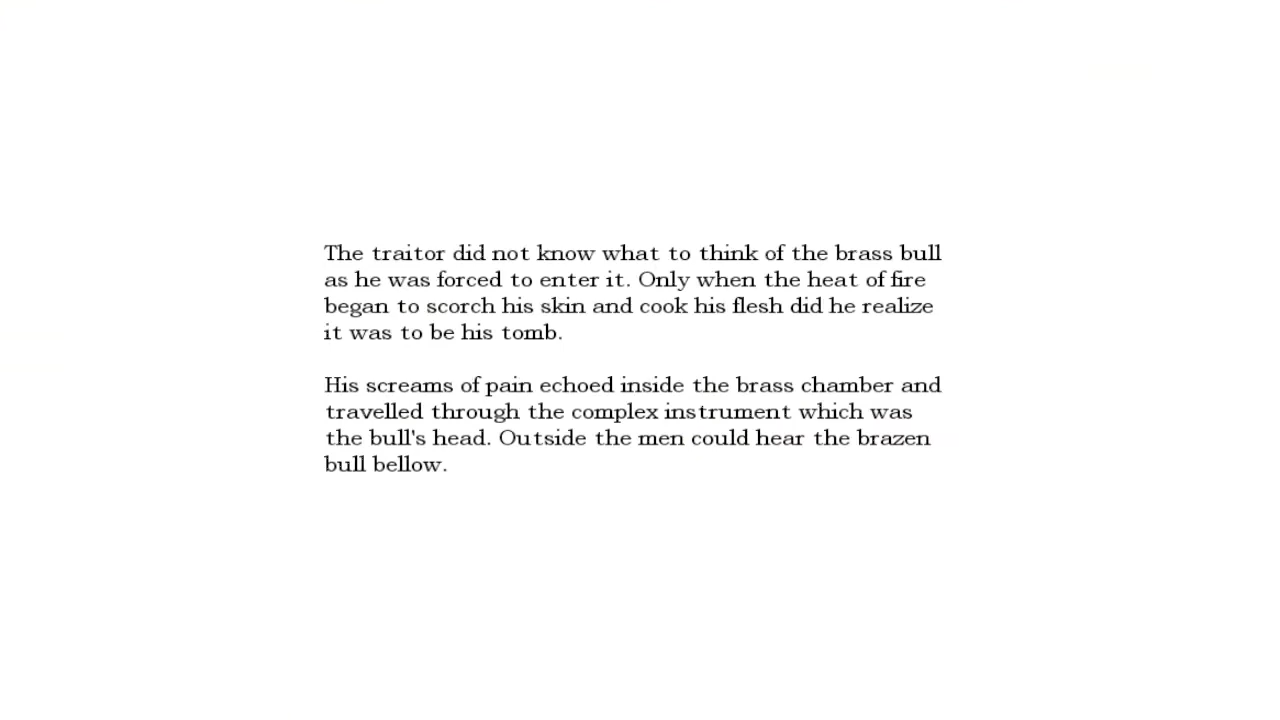 The traitor did not know what to think of the brass bull
as he was forced to enter it. Only when the heat of fire
began to scorch his skin and cook his flesh did he realize
it was to be his tomb.
His screams of pain echoed inside the brass chamber and
travelled through the complex instrument which was
the bull's head. Outside the men could hear the brazen
bull bellow.